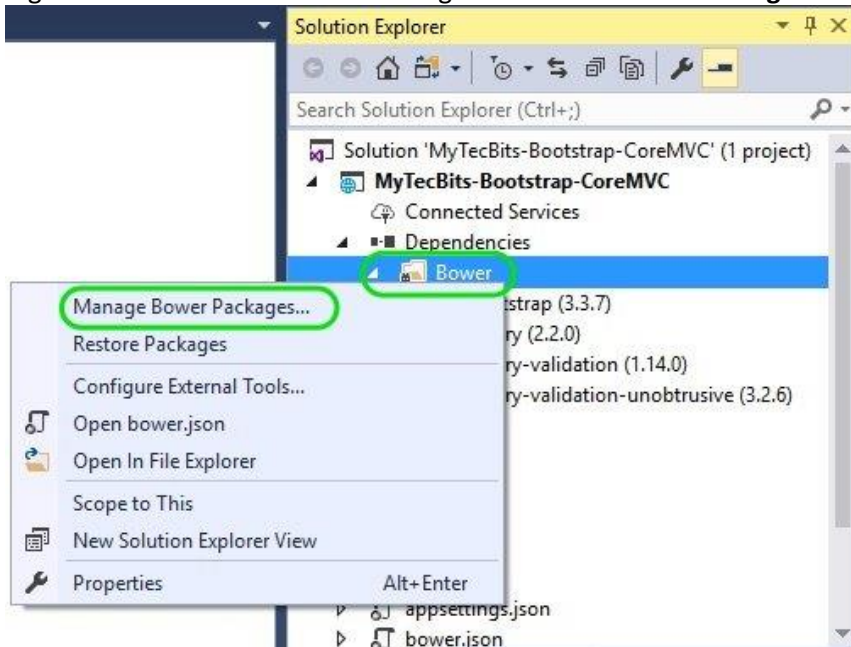 Solution Explorer
Search Solution Explorer (Ctrl+;)
Solution 'MyTecBits-Bootstrap-CoreMVC' (1 project)
MyTecBits-Bootstrap-CoreMVC
Connected Services
Dependencies
Bower
tstrap (3.3.7)
ry (2.2.0)
ry-validation (1.14.0)
ry-validation-unobtrusive (3.2.6)
Manage Bower Packages...
Restore Packages
Configure External Tools...
Open bower.json
Open In File Explorer
Scope to This
New Solution Explorer View
Properties Alt+Enter
appsettings.json
bower.json